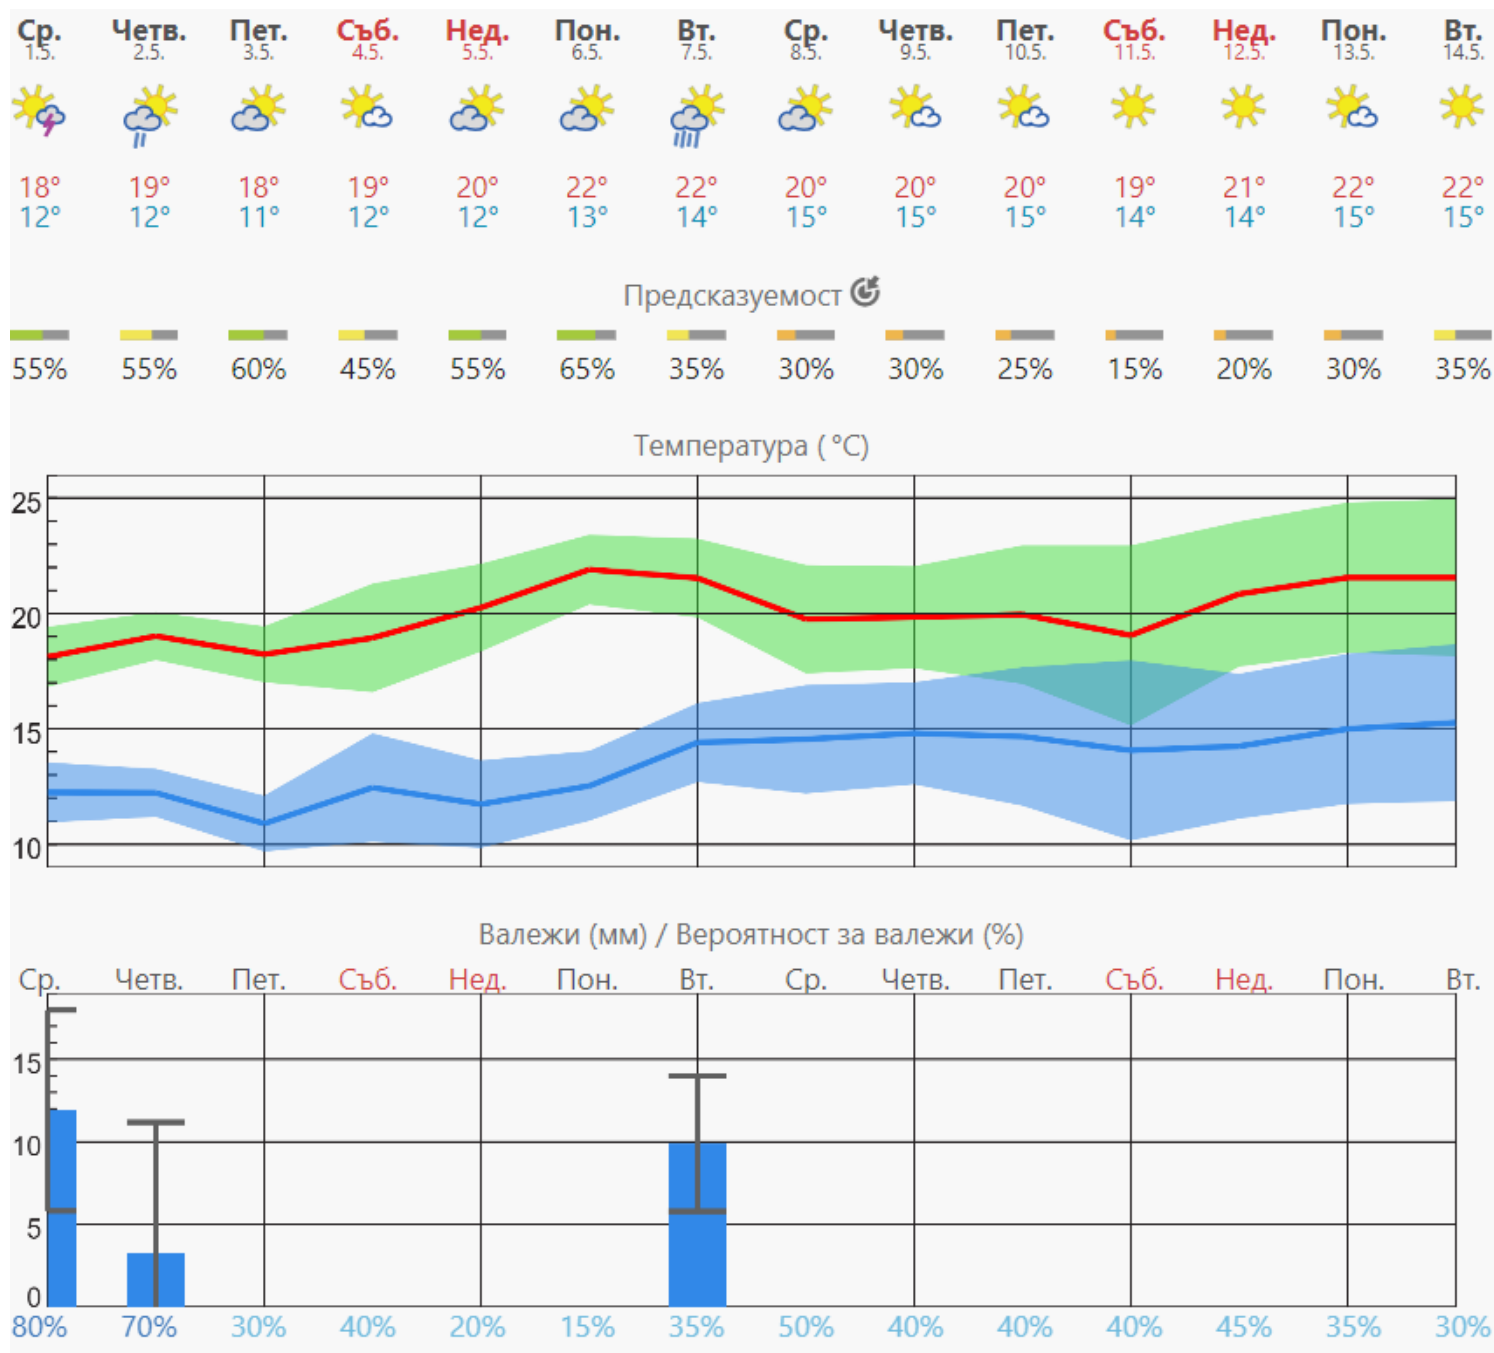 Ср. Четв. Пет. Съб. Нед. Пон. Вт. Ср. Четв. Пет. Съб. Нед. Пон. Вт.
1.5. 2.5. 3.5. 4.5. 5.5. 6.5. 7.5. 8.5. 9.5. 10.5. 11.5. 12.5. 13.5. 14.5.
18° 19° 18° 19° 20° 22° 22° 20° 20° 20° 19° 21° 22° 22°
12° 12° 11° 12° 12° 13° 14° 15° 15° 15° 14° 14° 15° 15°
Предсказуемост
55% 55% 60% 45% 55% 65% 35% 30% 30% 25% 15% 20% 30% 35%
Температура ( °C)
25
20
15
10
Валежи (мм) / Вероятност за валежи (%)
Ср. Четв. Пет. Съб. Нед. Пон. Вт. Ср. Четв. Пет. Съб. Нед. Пон. Вт.
15
10
5
0
80% 70% 30% 40% 20% 15% 35% 50% 40% 40% 40% 45% 35% 30%